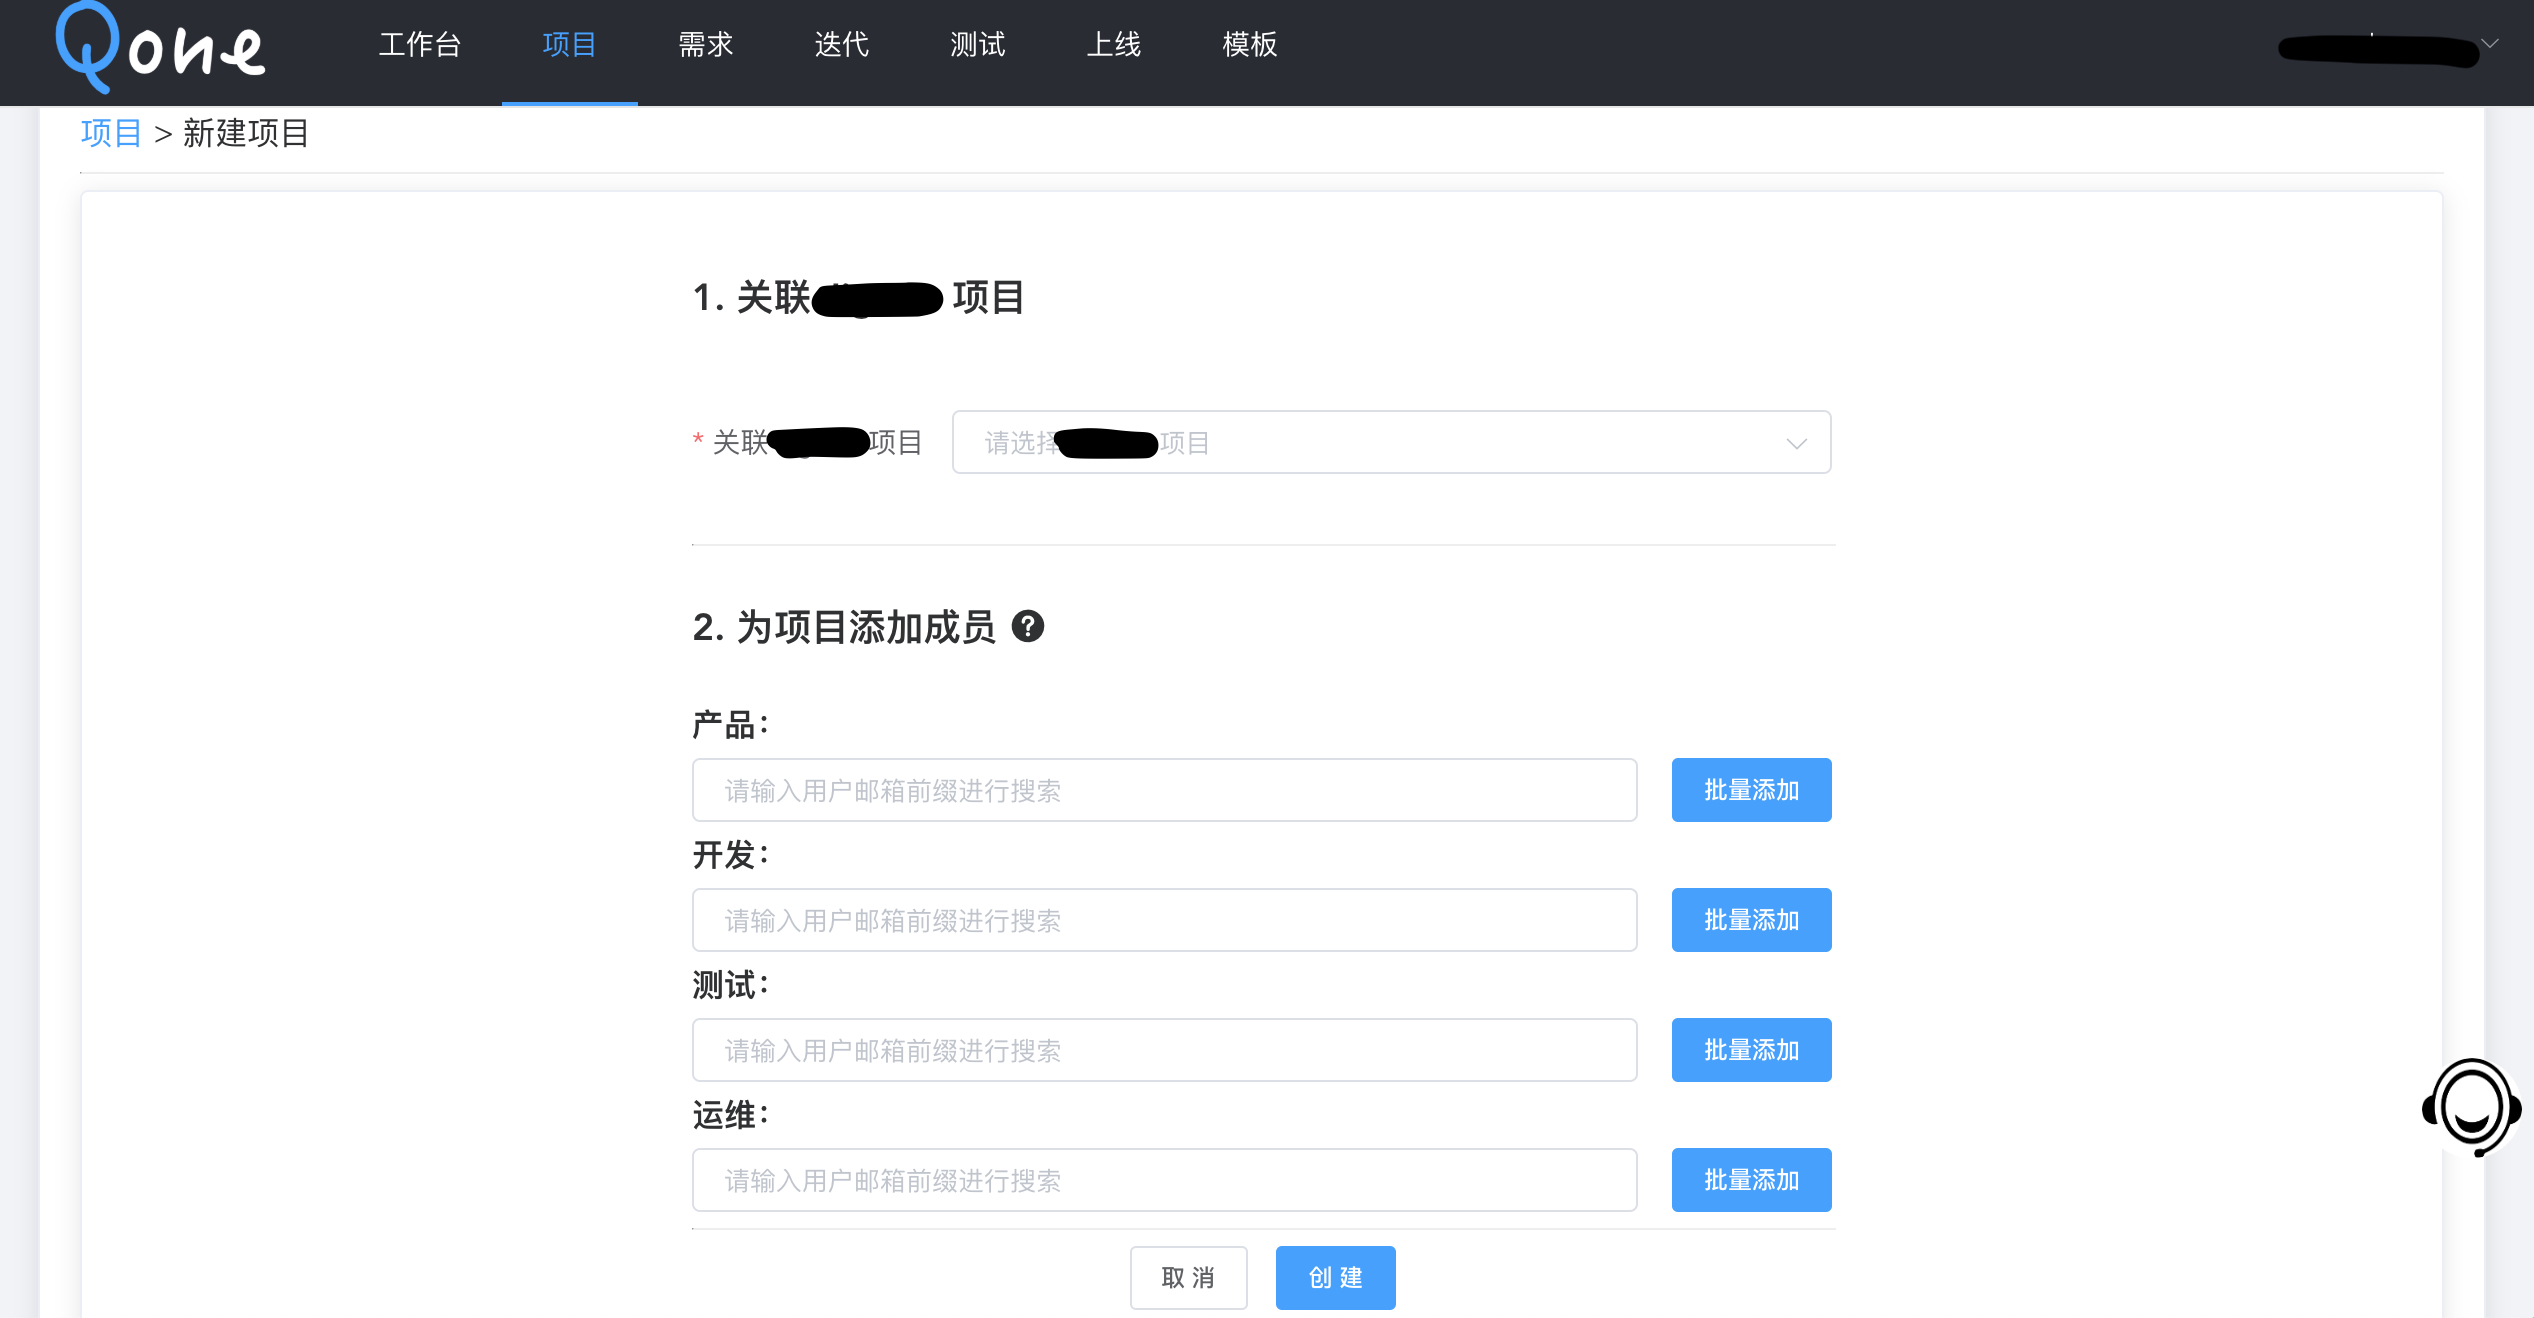 Qone 工作台 项目 需求 迭代 测试 上线 模板
项目 > 新建项目
1. 关联 项目
* 关联 项目 请选择 项目
2. 为项目添加成员 ?
产品：
请输入用户邮箱前缀进行搜索 批量添加
开发：
请输入用户邮箱前缀进行搜索 批量添加
测试：
请输入用户邮箱前缀进行搜索 批量添加
运维：
请输入用户邮箱前缀进行搜索 批量添加
取 消 创 建